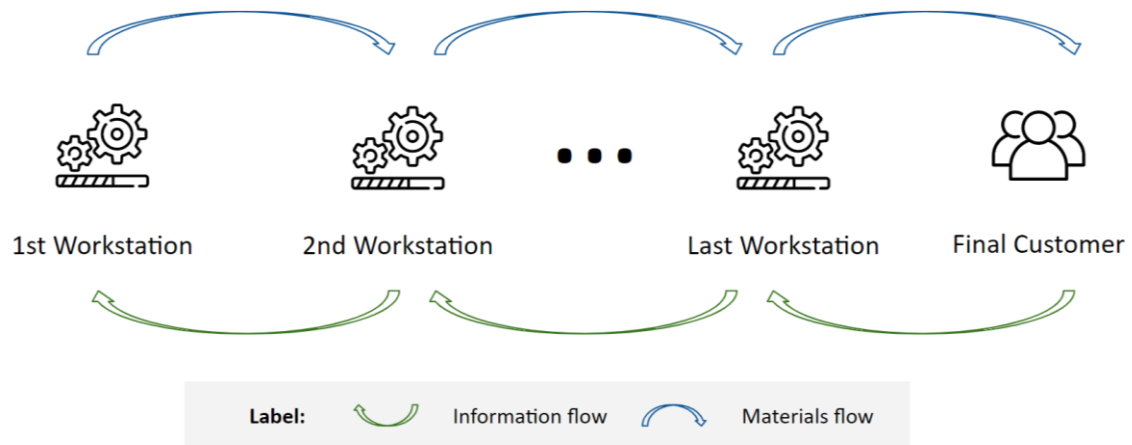 1st Workstation
2nd Workstation
Last Workstation
Final Customer
Label:
Information flow
Materials flow